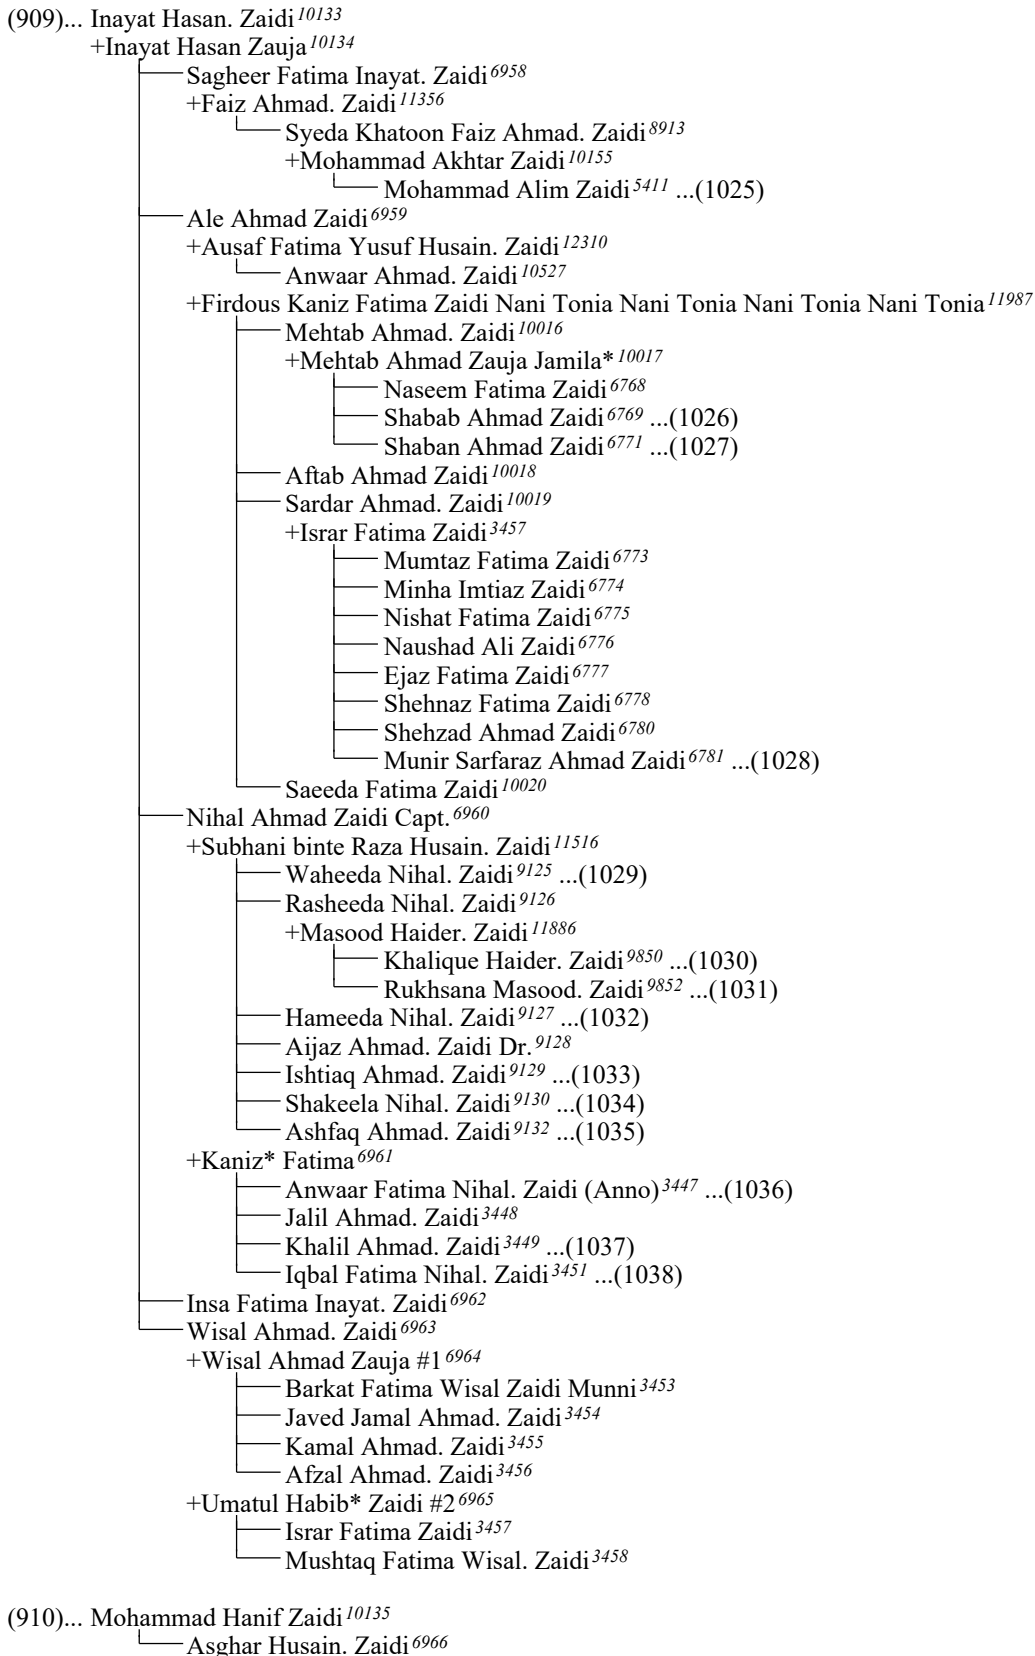 (909)... Inayat Hasan. Zaidi 10133
+Inayat Hasan Zauja 10134
Sagheer Fatima Inayat. Zaidi 6958
+Faiz Ahmad. Zaidi 11356
Syeda Khatoon Faiz Ahmad. Zaidi 8913
+Mohammad Akhtar Zaidi 10155
Mohammad Alim Zaidi 5411 ...(1025)
Ale Ahmad Zaidi 6959
+Ausaf Fatima Yusuf Husain. Zaidi 12310
Anwaar Ahmad. Zaidi 10527
+Firdous Kaniz Fatima Zaidi Nani Tonia Nani Tonia Nani Tonia Nani Tonia 11987
Mehtab Ahmad. Zaidi 10016
+Mehtab Ahmad Zauja Jamila* 10017
Naseem Fatima Zaidi 6768
Shabab Ahmad Zaidi 6769 ...(1026)
Shaban Ahmad Zaidi 6771 ...(1027)
Aftab Ahmad Zaidi 10018
Sardar Ahmad. Zaidi 10019
+Israr Fatima Zaidi 3457
Mumtaz Fatima Zaidi 6773
Minha Imtiaz Zaidi 6774
Nishat Fatima Zaidi 6775
Naushad Ali Zaidi 6776
Ejaz Fatima Zaidi 6777
Shehnaz Fatima Zaidi 6778
Shehzad Ahmad Zaidi 6780
Munir Sarfaraz Ahmad Zaidi 6781 ...(1028)
Saeeda Fatima Zaidi 10020
Nihal Ahmad Zaidi Capt. 6960
+Subhani binte Raza Husain. Zaidi 11516
Waheeda Nihal. Zaidi 9125 ...(1029)
Rasheeda Nihal. Zaidi 9126
+Masood Haider. Zaidi 11886
Khalique Haider. Zaidi 9850 ...(1030)
Rukhsana Masood. Zaidi 9852 ...(1031)
Hameeda Nihal. Zaidi 9127 ...(1032)
Aijaz Ahmad. Zaidi Dr. 9128
Ishtiaq Ahmad. Zaidi 9129 ...(1033)
Shakeela Nihal. Zaidi 9130 ...(1034)
Ashfaq Ahmad. Zaidi 9132 ...(1035)
+Kaniz* Fatima 6961
Anwaar Fatima Nihal. Zaidi (Anno) 3447 ...(1036)
Jalil Ahmad. Zaidi 3448
Khalil Ahmad. Zaidi 3449 ...(1037)
Iqbal Fatima Nihal. Zaidi 3451 ...(1038)
Insa Fatima Inayat. Zaidi 6962
Wisal Ahmad. Zaidi 6963
+Wisal Ahmad Zauja #1 6964
Barkat Fatima Wisal Zaidi Munni 3453
Javed Jamal Ahmad. Zaidi 3454
Kamal Ahmad. Zaidi 3455
Afzal Ahmad. Zaidi 3456
+Umatul Habib* Zaidi #2 6965
Israr Fatima Zaidi 3457
Mushtaq Fatima Wisal. Zaidi 3458
(910)... Mohammad Hanif Zaidi 10135
Asghar Husain. Zaidi 6966